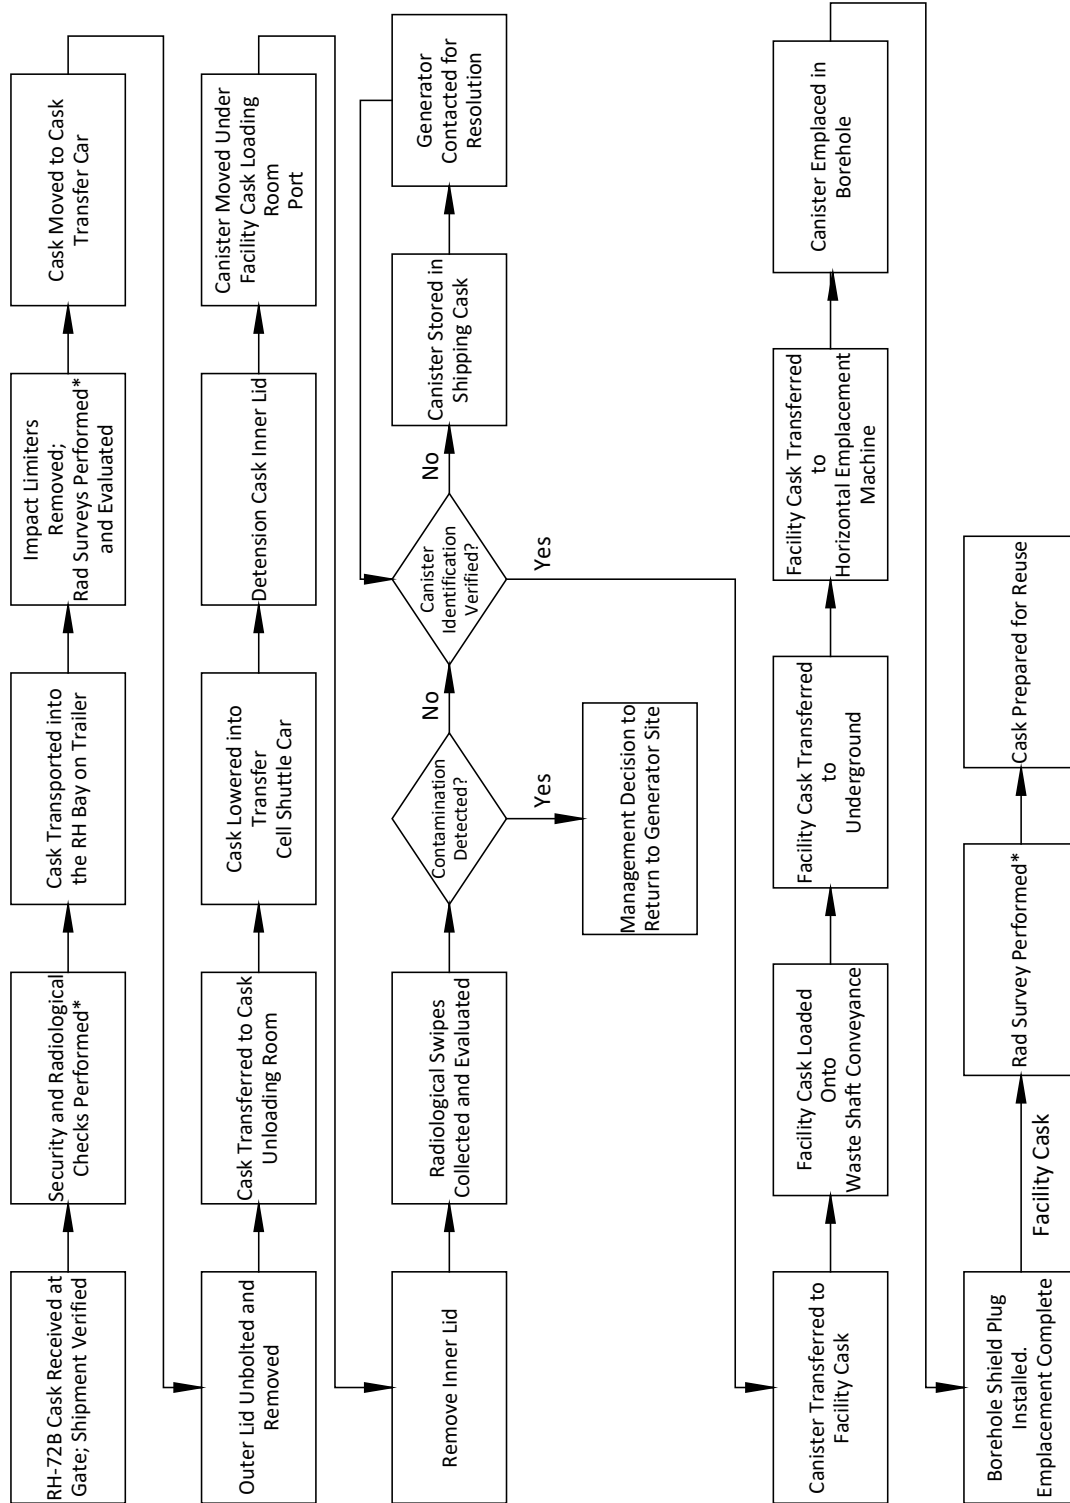 RH-72B Cask Received at
Gate; Shipment Verified
Security and Radiological
Checks Performed*
Cask Transported into
the RH Bay on Trailer
Impact Limiters
Removed;
Rad Surveys Performed*
and Evaluated
Cask Moved to Cask
Transfer Car
Outer Lid Unbolted and
Removed
Cask Transferred to Cask
Unloading Room
Cask Lowered into
Transfer
Cell Shuttle Car
Detension Cask Inner Lid
Canister Moved Under
Facility Cask Loading
Room
Port
Remove Inner Lid
Radiological Swipes
Collected and Evaluated
Contamination
Detected?
No
Yes
Management Decision to
Return to Generator Site
Canister
Identification
Verified?
No
Yes
Canister Stored in
Shipping Cask
Generator
Contacted for
Resolution
Canister Transferred to
Facility Cask
Facility Cask Loaded
Onto
Waste Shaft Conveyance
Facility Cask Transferred
to
Underground
Facility Cask Transferred
to
Horizontal Emplacement
Machine
Canister Emplaced in
Borehole
Borehole Shield Plug
Installed.
Emplacement Complete
Facility Cask
Rad Survey Performed*
Cask Prepared for Reuse